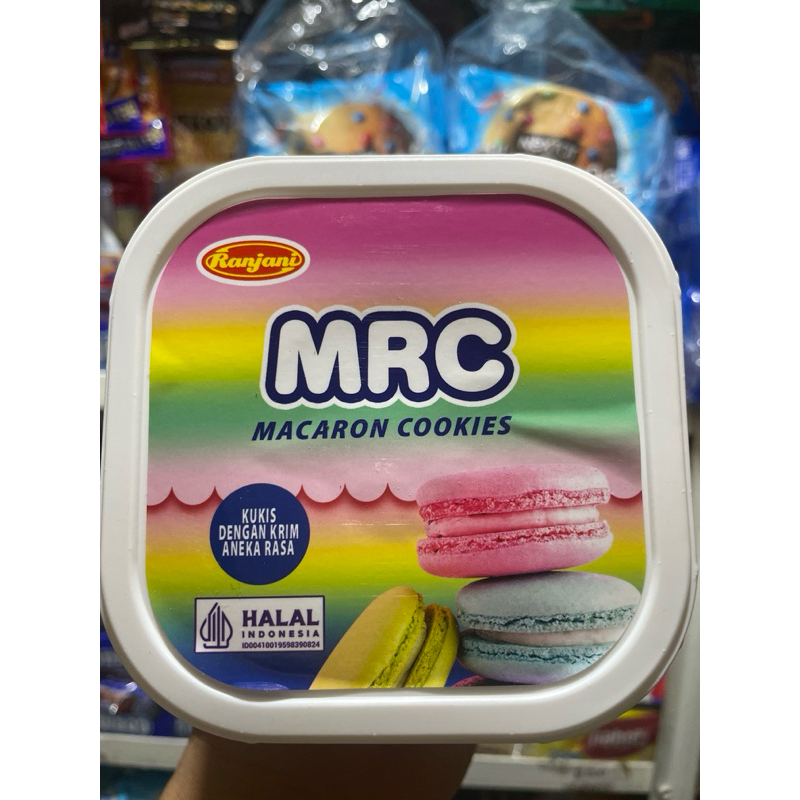 Ranjani
MRC
MACARON COOKIES
KUKIS
DENGAN KRIM
ANEKA RASA
HALAL
INDONESIA
ID00410019598390824